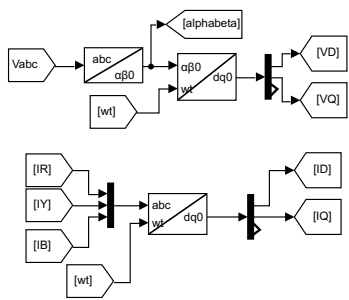 [alphabeta]
Vabc
abc
αβ0
αβ0
wt
dq0
[wt]
[VD]
[VQ]
[IR]
[IY]
[IB]
[wt]
abc
wt
dq0
[ID]
[IQ]